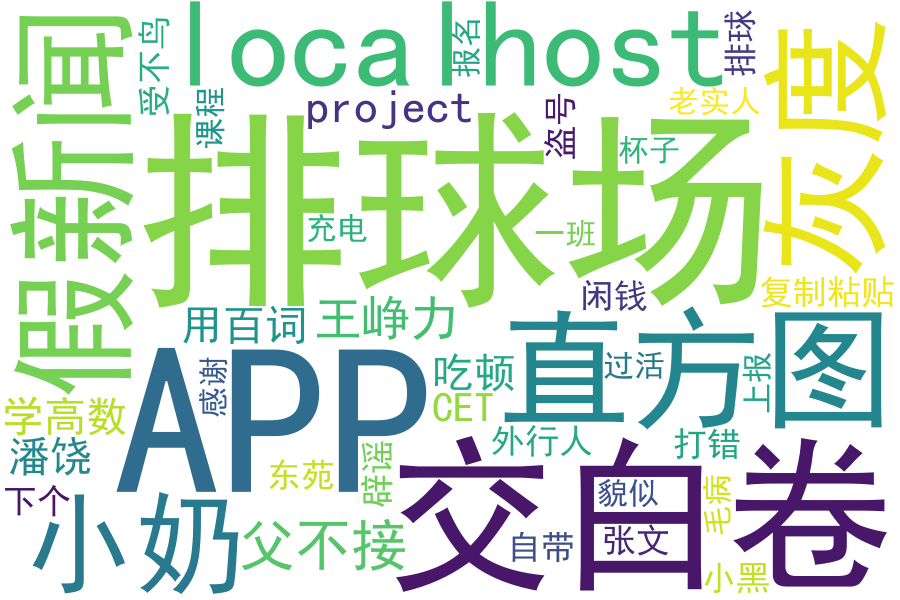 假新闻
受不鸟
localhost
报名
排球
灰度
课程
project
盗号
老实人
杯子
排球场
充电
一班
闲钱
复制粘贴
用百词
王峥力
直方图
APP
感谢
吃顿
过活
上报
学高数
CET
潘饶
外行人
打错
下个
东苑
辟谣
交白卷
貌似
毛病
小奶
父不接
自带
张文
小黑